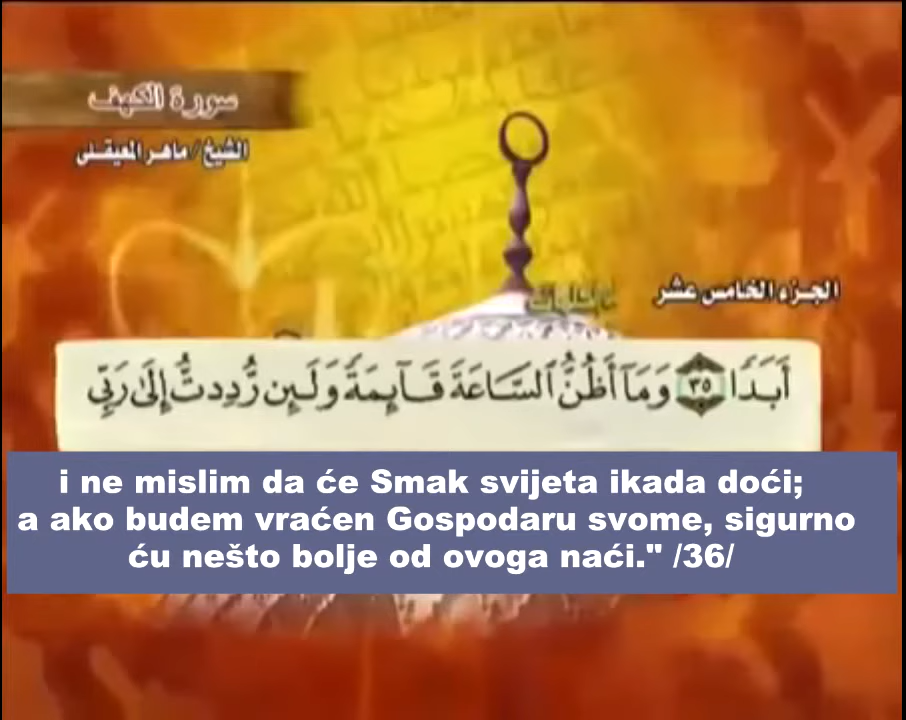 سورة الكهف
الشيخ / ماهر المعيقلي
الجزء الخامس عشر
أَبَدًا ٣٥ وَمَآ أَظُنُّ ٱلسَّاعَةَ قَآئِمَةً وَلَئِن رُّدِدتُّ إِلَىٰ رَبِّى
i ne mislim da će Smak svijeta ikada doći;
a ako budem vraćen Gospodaru svome, sigurno
ću nešto bolje od ovoga naći." /36/